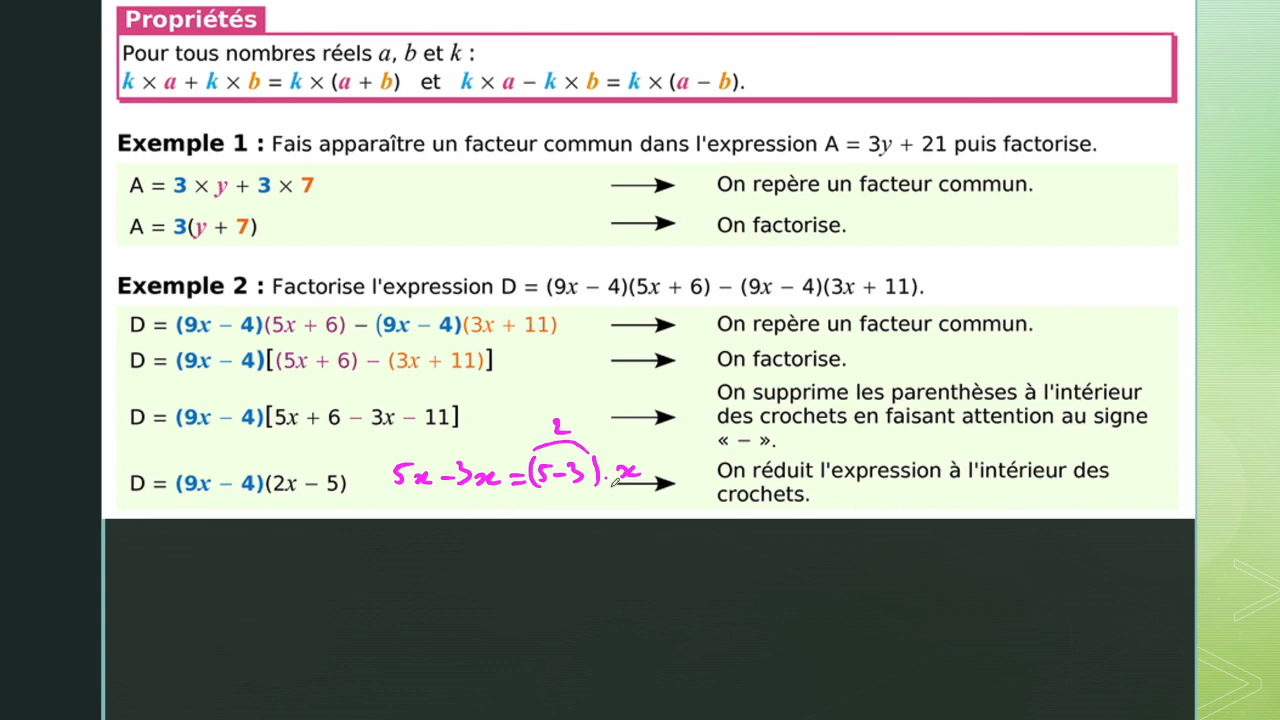 Propriétés
Pour tous nombres réels a, b et k :
k × a + k × b = k × (a + b) et k × a − k × b = k × (a − b).
Exemple 1 : Fais apparaître un facteur commun dans l'expression A = 3y + 21 puis factorise.
A = 3 × y + 3 × 7 → On repère un facteur commun.
A = 3(y + 7) → On factorise.
Exemple 2 : Factorise l'expression D = (9x − 4)(5x + 6) − (9x − 4)(3x + 11).
D = (9x − 4)(5x + 6) − (9x − 4)(3x + 11) → On repère un facteur commun.
D = (9x − 4)[(5x + 6) − (3x + 11)] → On factorise.
D = (9x − 4)[5x + 6 − 3x − 11] → On supprime les parenthèses à l'intérieur
des crochets en faisant attention au signe
« − ».
2
D = (9x − 4)(2x − 5) 5x − 3x = (5 − 3) · x → On réduit l'expression à l'intérieur des
crochets.